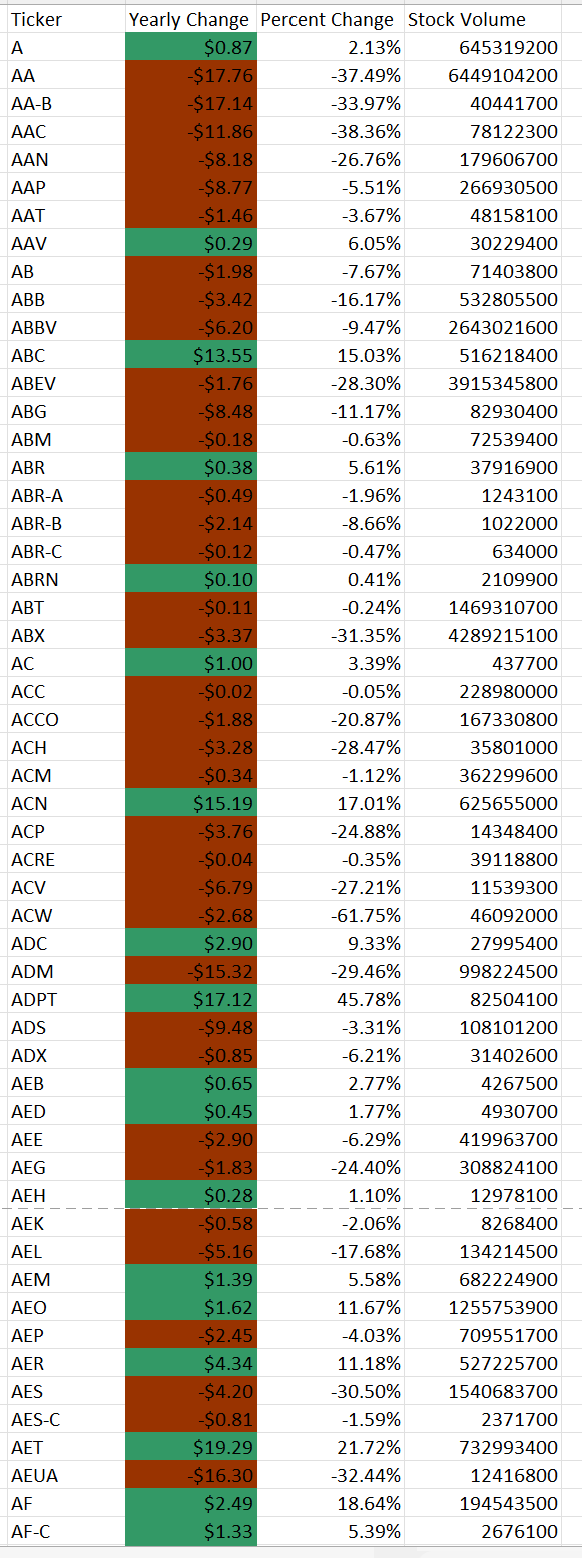 Ticker Yearly Change Percent Change Stock Volume
A $0.87 2.13% 645319200
AA -$17.76 -37.49% 6449104200
AA-B -$17.14 -33.97% 40441700
AAC -$11.86 -38.36% 78122300
AAN -$8.18 -26.76% 179606700
AAP -$8.77 -5.51% 266930500
AAT -$1.46 -3.67% 48158100
AAV $0.29 6.05% 30229400
AB -$1.98 -7.67% 71403800
ABB -$3.42 -16.17% 532805500
ABBV -$6.20 -9.47% 2643021600
ABC $13.55 15.03% 516218400
ABEV -$1.76 -28.30% 3915345800
ABG -$8.48 -11.17% 82930400
ABM -$0.18 -0.63% 72539400
ABR $0.38 5.61% 37916900
ABR-A -$0.49 -1.96% 1243100
ABR-B -$2.14 -8.66% 1022000
ABR-C -$0.12 -0.47% 634000
ABRN $0.10 0.41% 2109900
ABT -$0.11 -0.24% 1469310700
ABX -$3.37 -31.35% 4289215100
AC $1.00 3.39% 437700
ACC -$0.02 -0.05% 228980000
ACCO -$1.88 -20.87% 167330800
ACH -$3.28 -28.47% 35801000
ACM -$0.34 -1.12% 362299600
ACN $15.19 17.01% 625655000
ACP -$3.76 -24.88% 14348400
ACRE -$0.04 -0.35% 39118800
ACV -$6.79 -27.21% 11539300
ACW -$2.68 -61.75% 46092000
ADC $2.90 9.33% 27995400
ADM -$15.32 -29.46% 998224500
ADPT $17.12 45.78% 82504100
ADS -$9.48 -3.31% 108101200
ADX -$0.85 -6.21% 31402600
AEB $0.65 2.77% 4267500
AED $0.45 1.77% 4930700
AEE -$2.90 -6.29% 419963700
AEG -$1.83 -24.40% 308824100
AEH $0.28 1.10% 12978100
AEK -$0.58 -2.06% 8268400
AEL -$5.16 -17.68% 134214500
AEM $1.39 5.58% 682224900
AEO $1.62 11.67% 1255753900
AEP -$2.45 -4.03% 709551700
AER $4.34 11.18% 527225700
AES -$4.20 -30.50% 1540683700
AES-C -$0.81 -1.59% 2371700
AET $19.29 21.72% 732993400
AEUA -$16.30 -32.44% 12416800
AF $2.49 18.64% 194543500
AF-C $1.33 5.39% 2676100